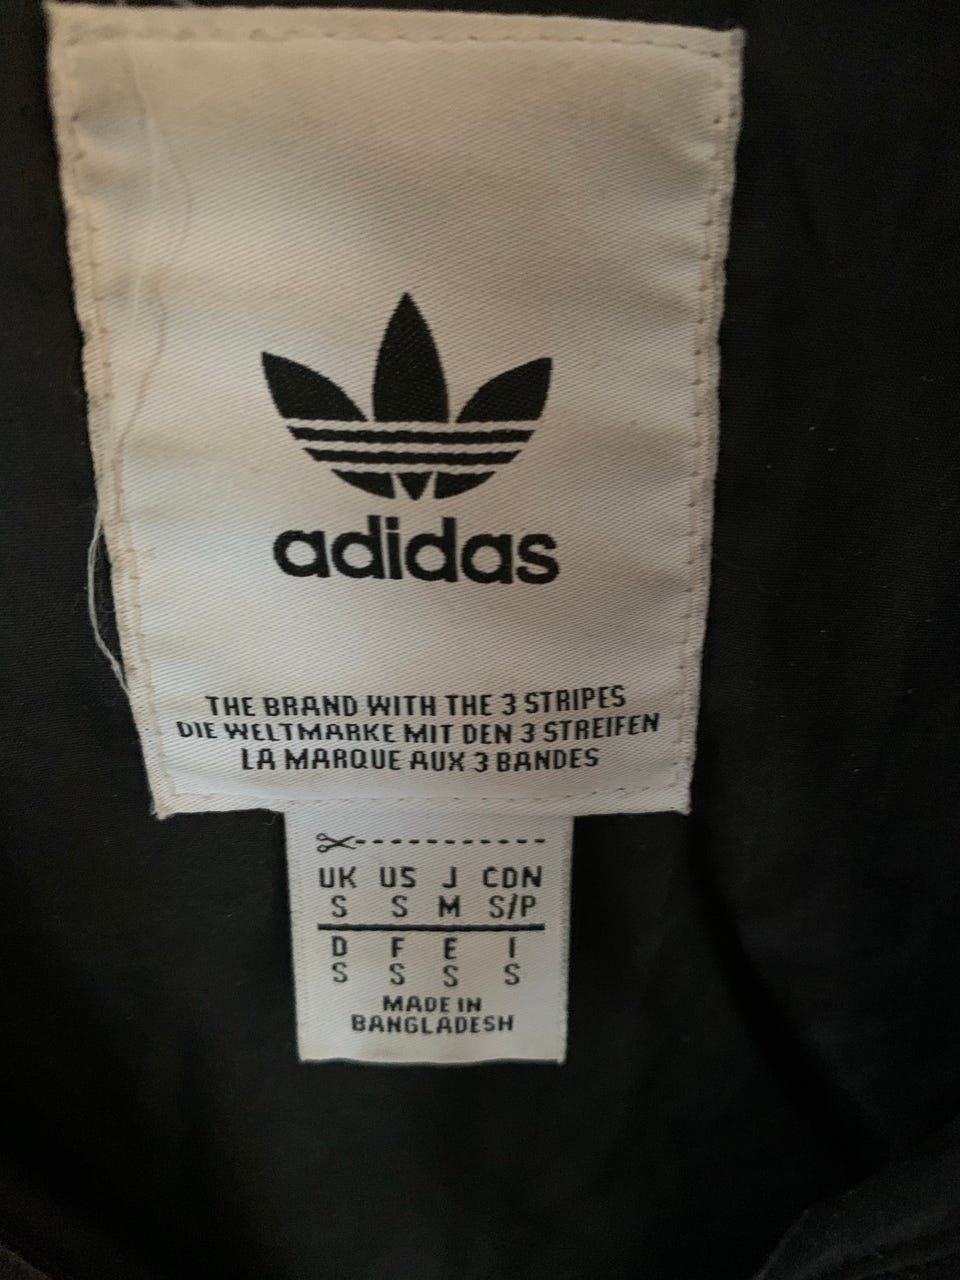 adidas
THE BRAND WITH THE 3 STRIPES
DIE WELTMARKE MIT DEN 3 STREIFEN
LA MARQUE AUX 3 BANDES
UK US J CDN
S S M S/P
D F E I
S S S S
MADE IN
BANGLADESH